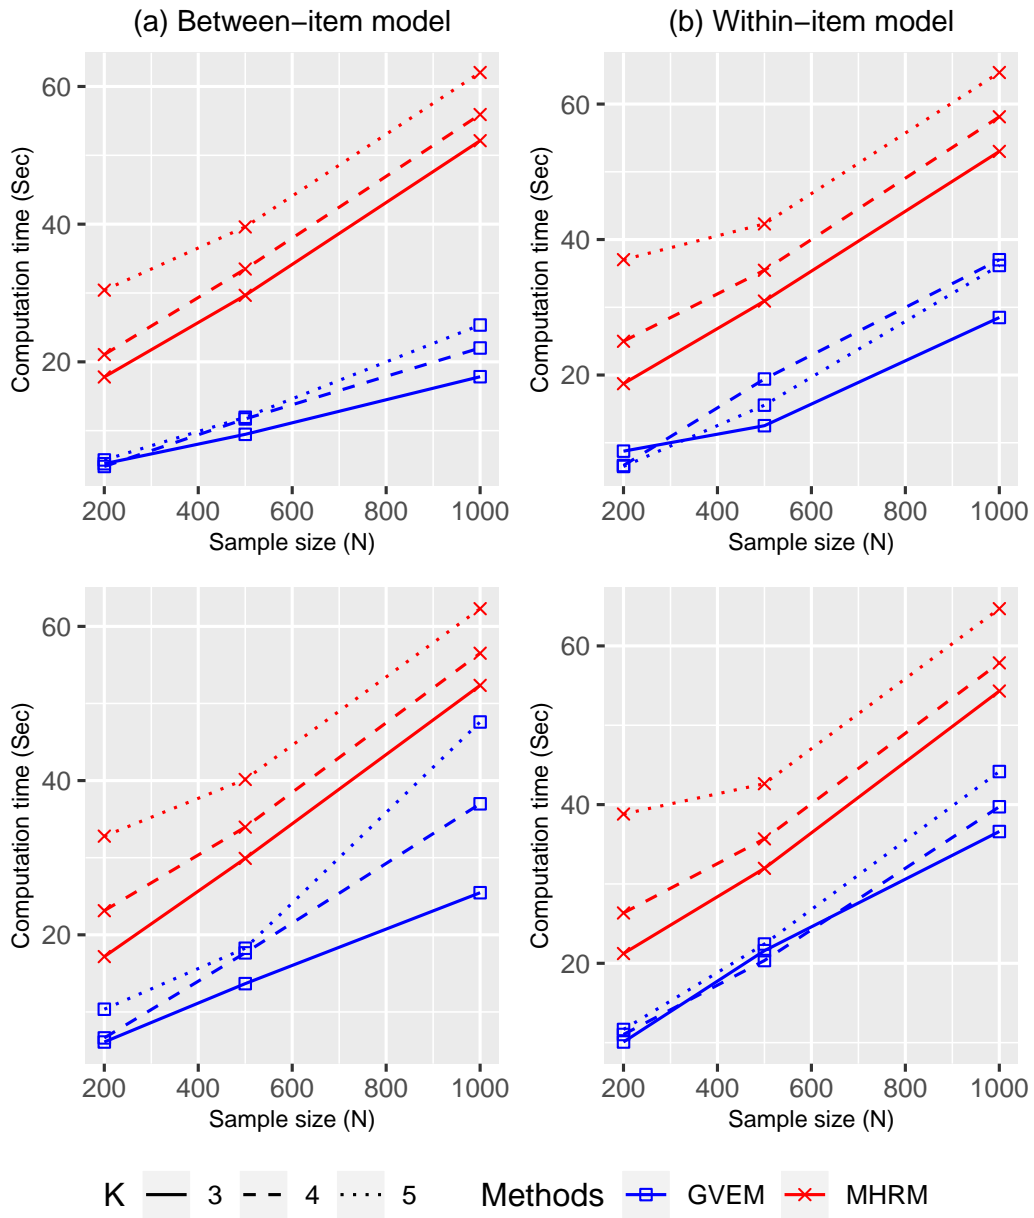 (a) Between−item model
(b) Within−item model
Computation time (Sec)
60
40
20
200 400 600 800 1000
Sample size (N)
Computation time (Sec)
60
40
20
200 400 600 800 1000
Sample size (N)
Computation time (Sec)
60
40
20
200 400 600 800 1000
Sample size (N)
Computation time (Sec)
60
40
20
200 400 600 800 1000
Sample size (N)
K 3 4 5 Methods GVEM MHRM